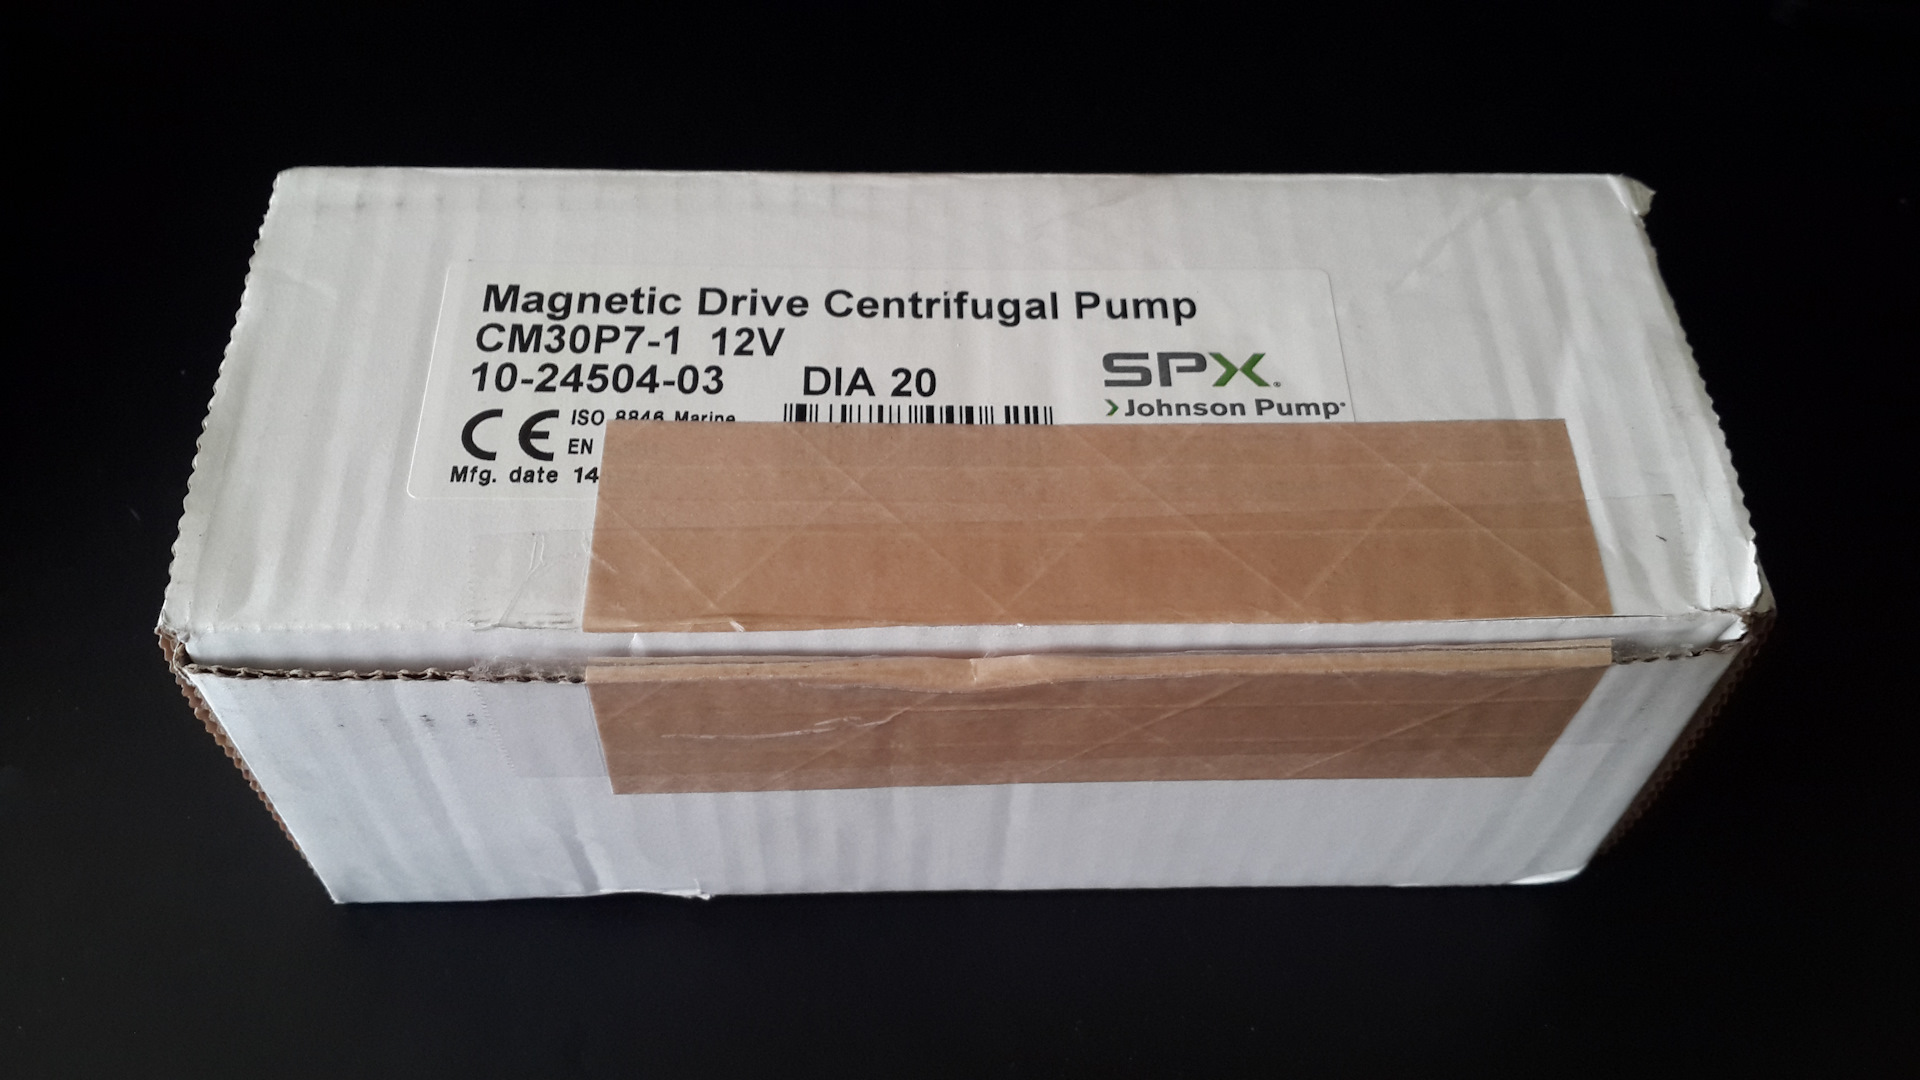 Magnetic Drive Centrifugal Pump
CM30P7-1 12V
10-24504-03 DIA 20
SPX®
Johnson Pump®
CE ISO 8846 Marine
EN
Mfg. date 14